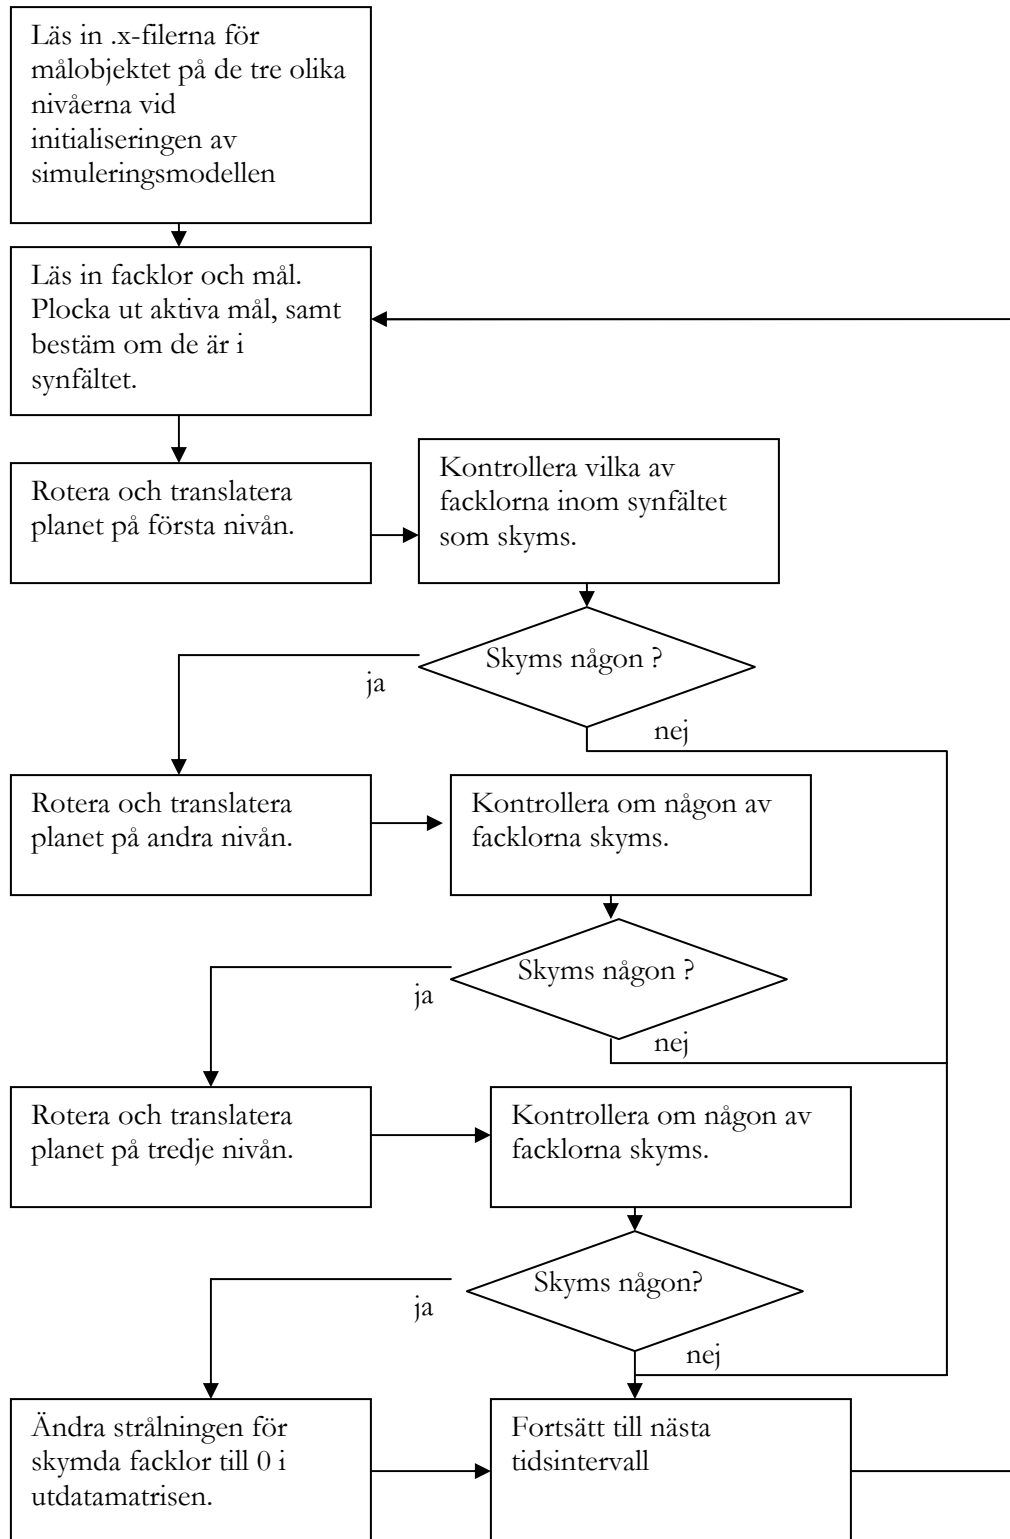 Läs in .x-filerna för
målobjektet på de tre olika
nivåerna vid
initialiseringen av
simuleringsmodellen
Läs in facklor och mål.
Plocka ut aktiva mål, samt
bestäm om de är i
synfältet.
Rotera och translatera
planet på första nivån.
Kontrollera vilka av
facklorna inom synfältet
som skyms.
Skyms någon ?
ja
nej
Rotera och translatera
planet på andra nivån.
Kontrollera om någon av
facklorna skyms.
Skyms någon ?
ja
nej
Rotera och translatera
planet på tredje nivån.
Kontrollera om någon av
facklorna skyms.
Skyms någon?
ja
nej
Ändra strålningen för
skymda facklor till 0 i
utdatamatrisen.
Fortsätt till nästa
tidsintervall